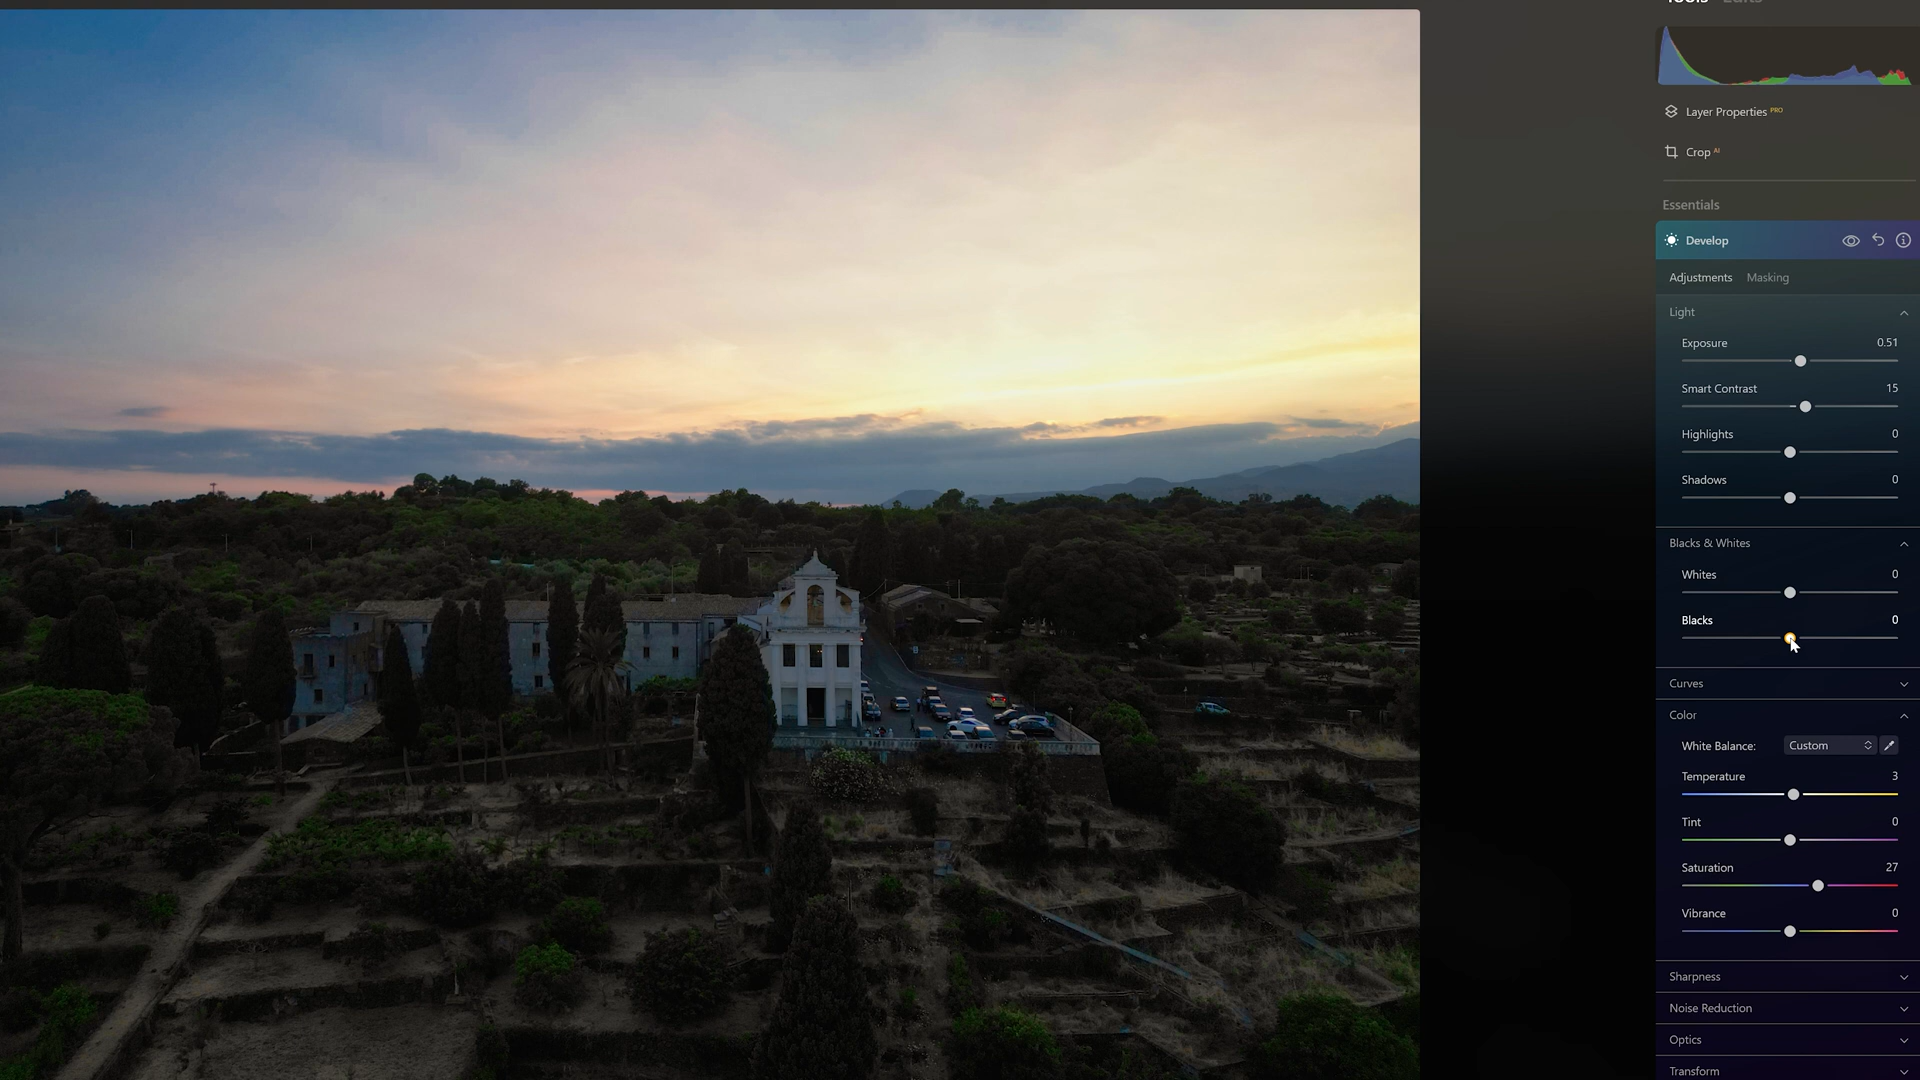 Tools Edits
Layer Properties PRO
Crop AI
Essentials
Develop
Adjustments Masking
Light
Exposure 0.51
Smart Contrast 15
Highlights 0
Shadows 0
Blacks & Whites
Whites 0
Blacks 0
Curves
Color
White Balance: Custom
Temperature 3
Tint 0
Saturation 27
Vibrance 0
Sharpness
Noise Reduction
Optics
Transform